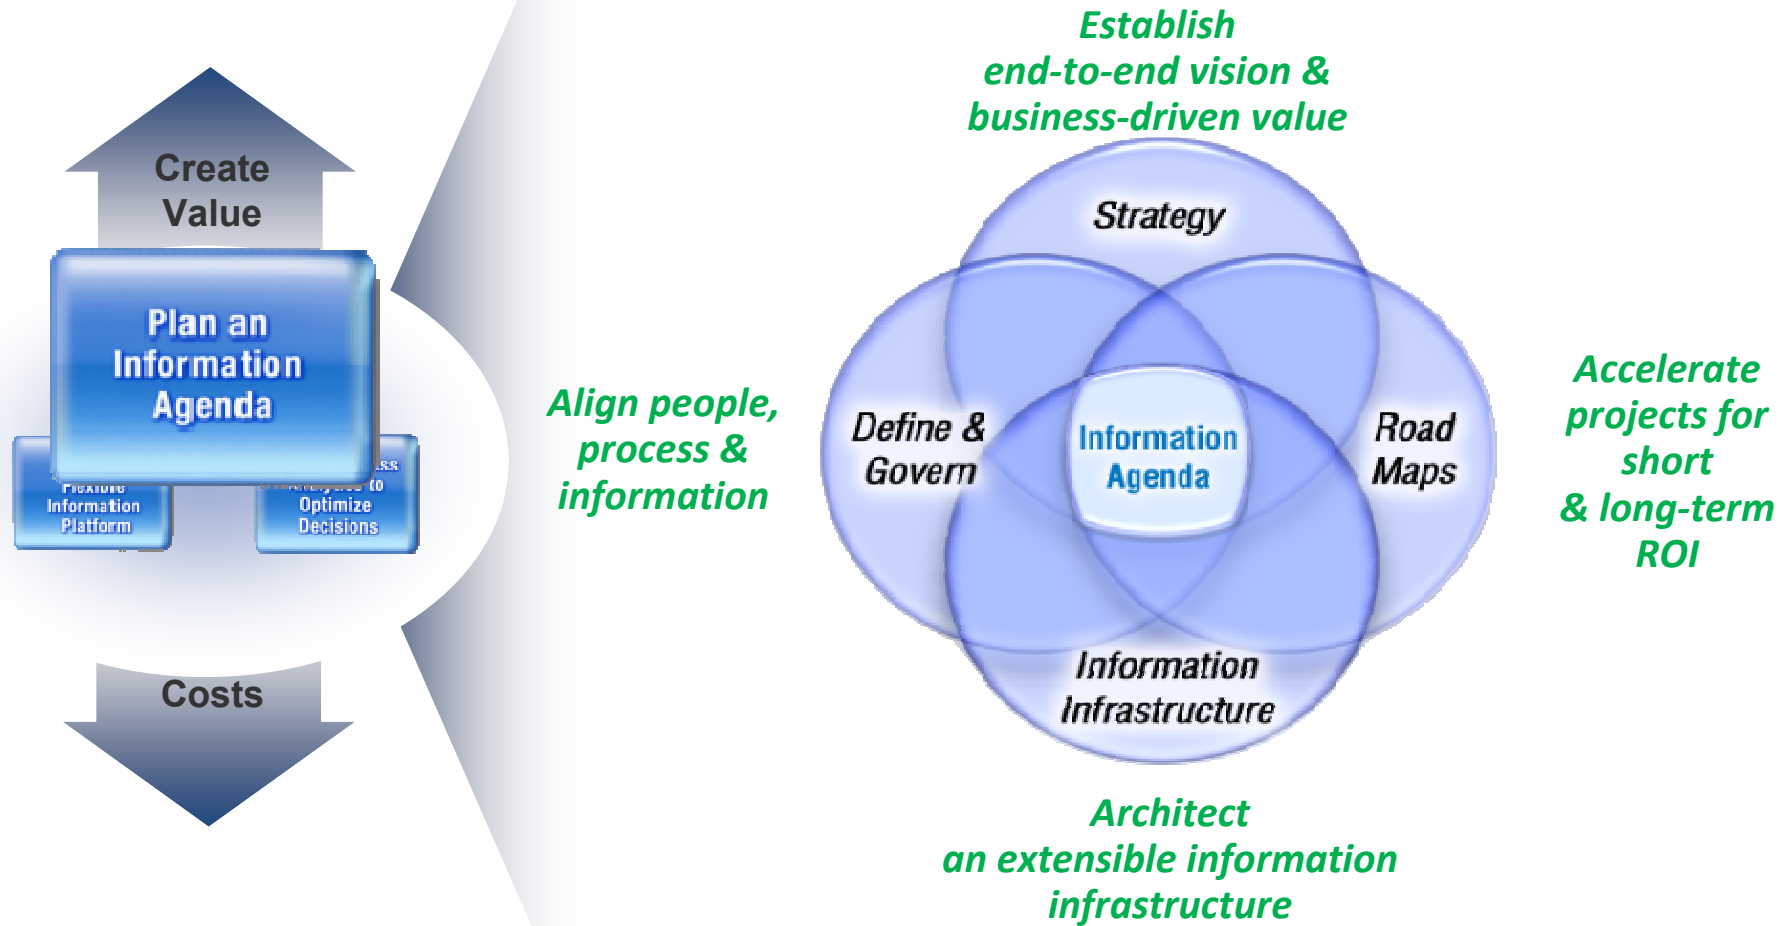 Create
Value
Plan an
Information
Agenda
Flexible
Information
Platform
to
Optimize
Decisions
Costs
Establish
end-to-end vision &
business-driven value
Strategy
Align people,
process &
information
Define &
Govern
Information
Agenda
Road
Maps
Accelerate
projects for
short
& long-term
ROI
Information
Infrastructure
Architect
an extensible information
infrastructure